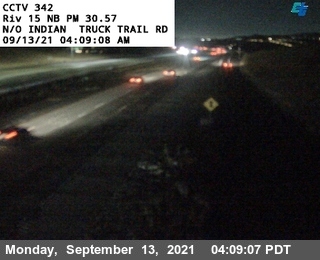 CCTV 342
Riv 15 NB PM 30.57
N/O INDIAN TRUCK TRAIL RD
09/13/21 04:09:08 AM
Monday, September 13, 2021 04:09:07 PDT